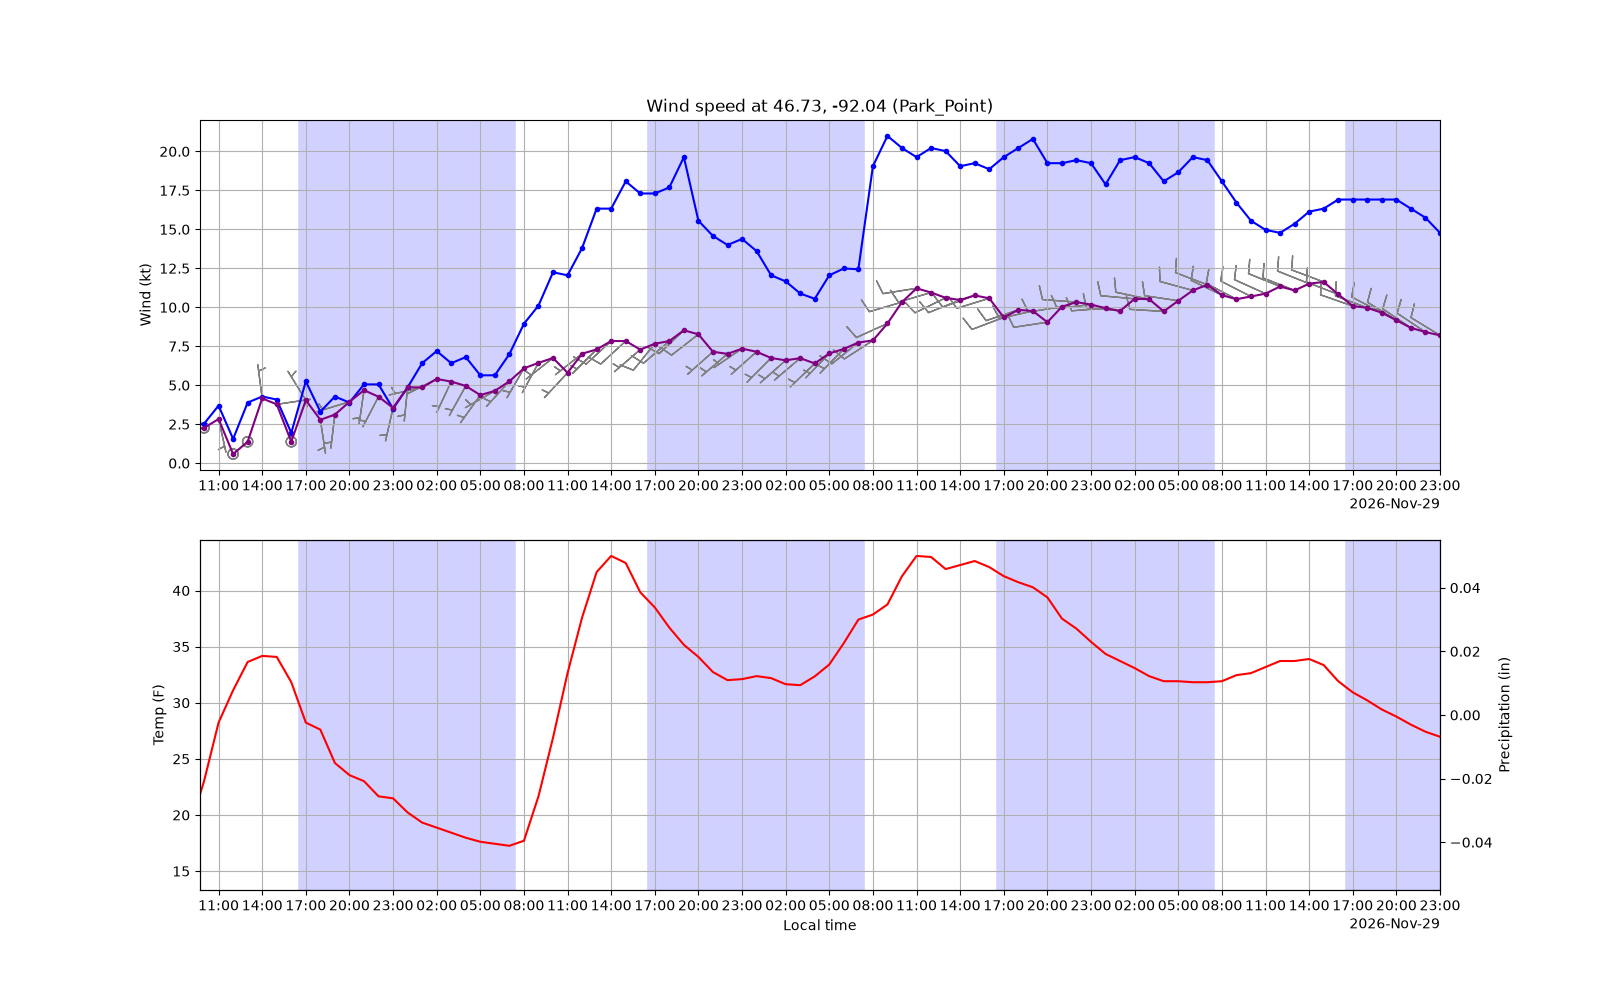 Wind speed at 46.73, -92.04 (Park_Point)
Wind (kt)
20.0
17.5
15.0
12.5
10.0
7.5
5.0
2.5
0.0
11:00 14:00 17:00 20:00 23:00 02:00 05:00 08:00 11:00 14:00 17:00 20:00 23:00 02:00 05:00 08:00 11:00 14:00 17:00 20:00 23:00 02:00 05:00 08:00 11:00 14:00 17:00 20:00 23:00
2026-Nov-29
Temp (F)
40
35
30
25
20
15
0.04
0.02
0.00
−0.02
−0.04
Precipitation (in)
11:00 14:00 17:00 20:00 23:00 02:00 05:00 08:00 11:00 14:00 17:00 20:00 23:00 02:00 05:00 08:00 11:00 14:00 17:00 20:00 23:00 02:00 05:00 08:00 11:00 14:00 17:00 20:00 23:00
Local time
2026-Nov-29